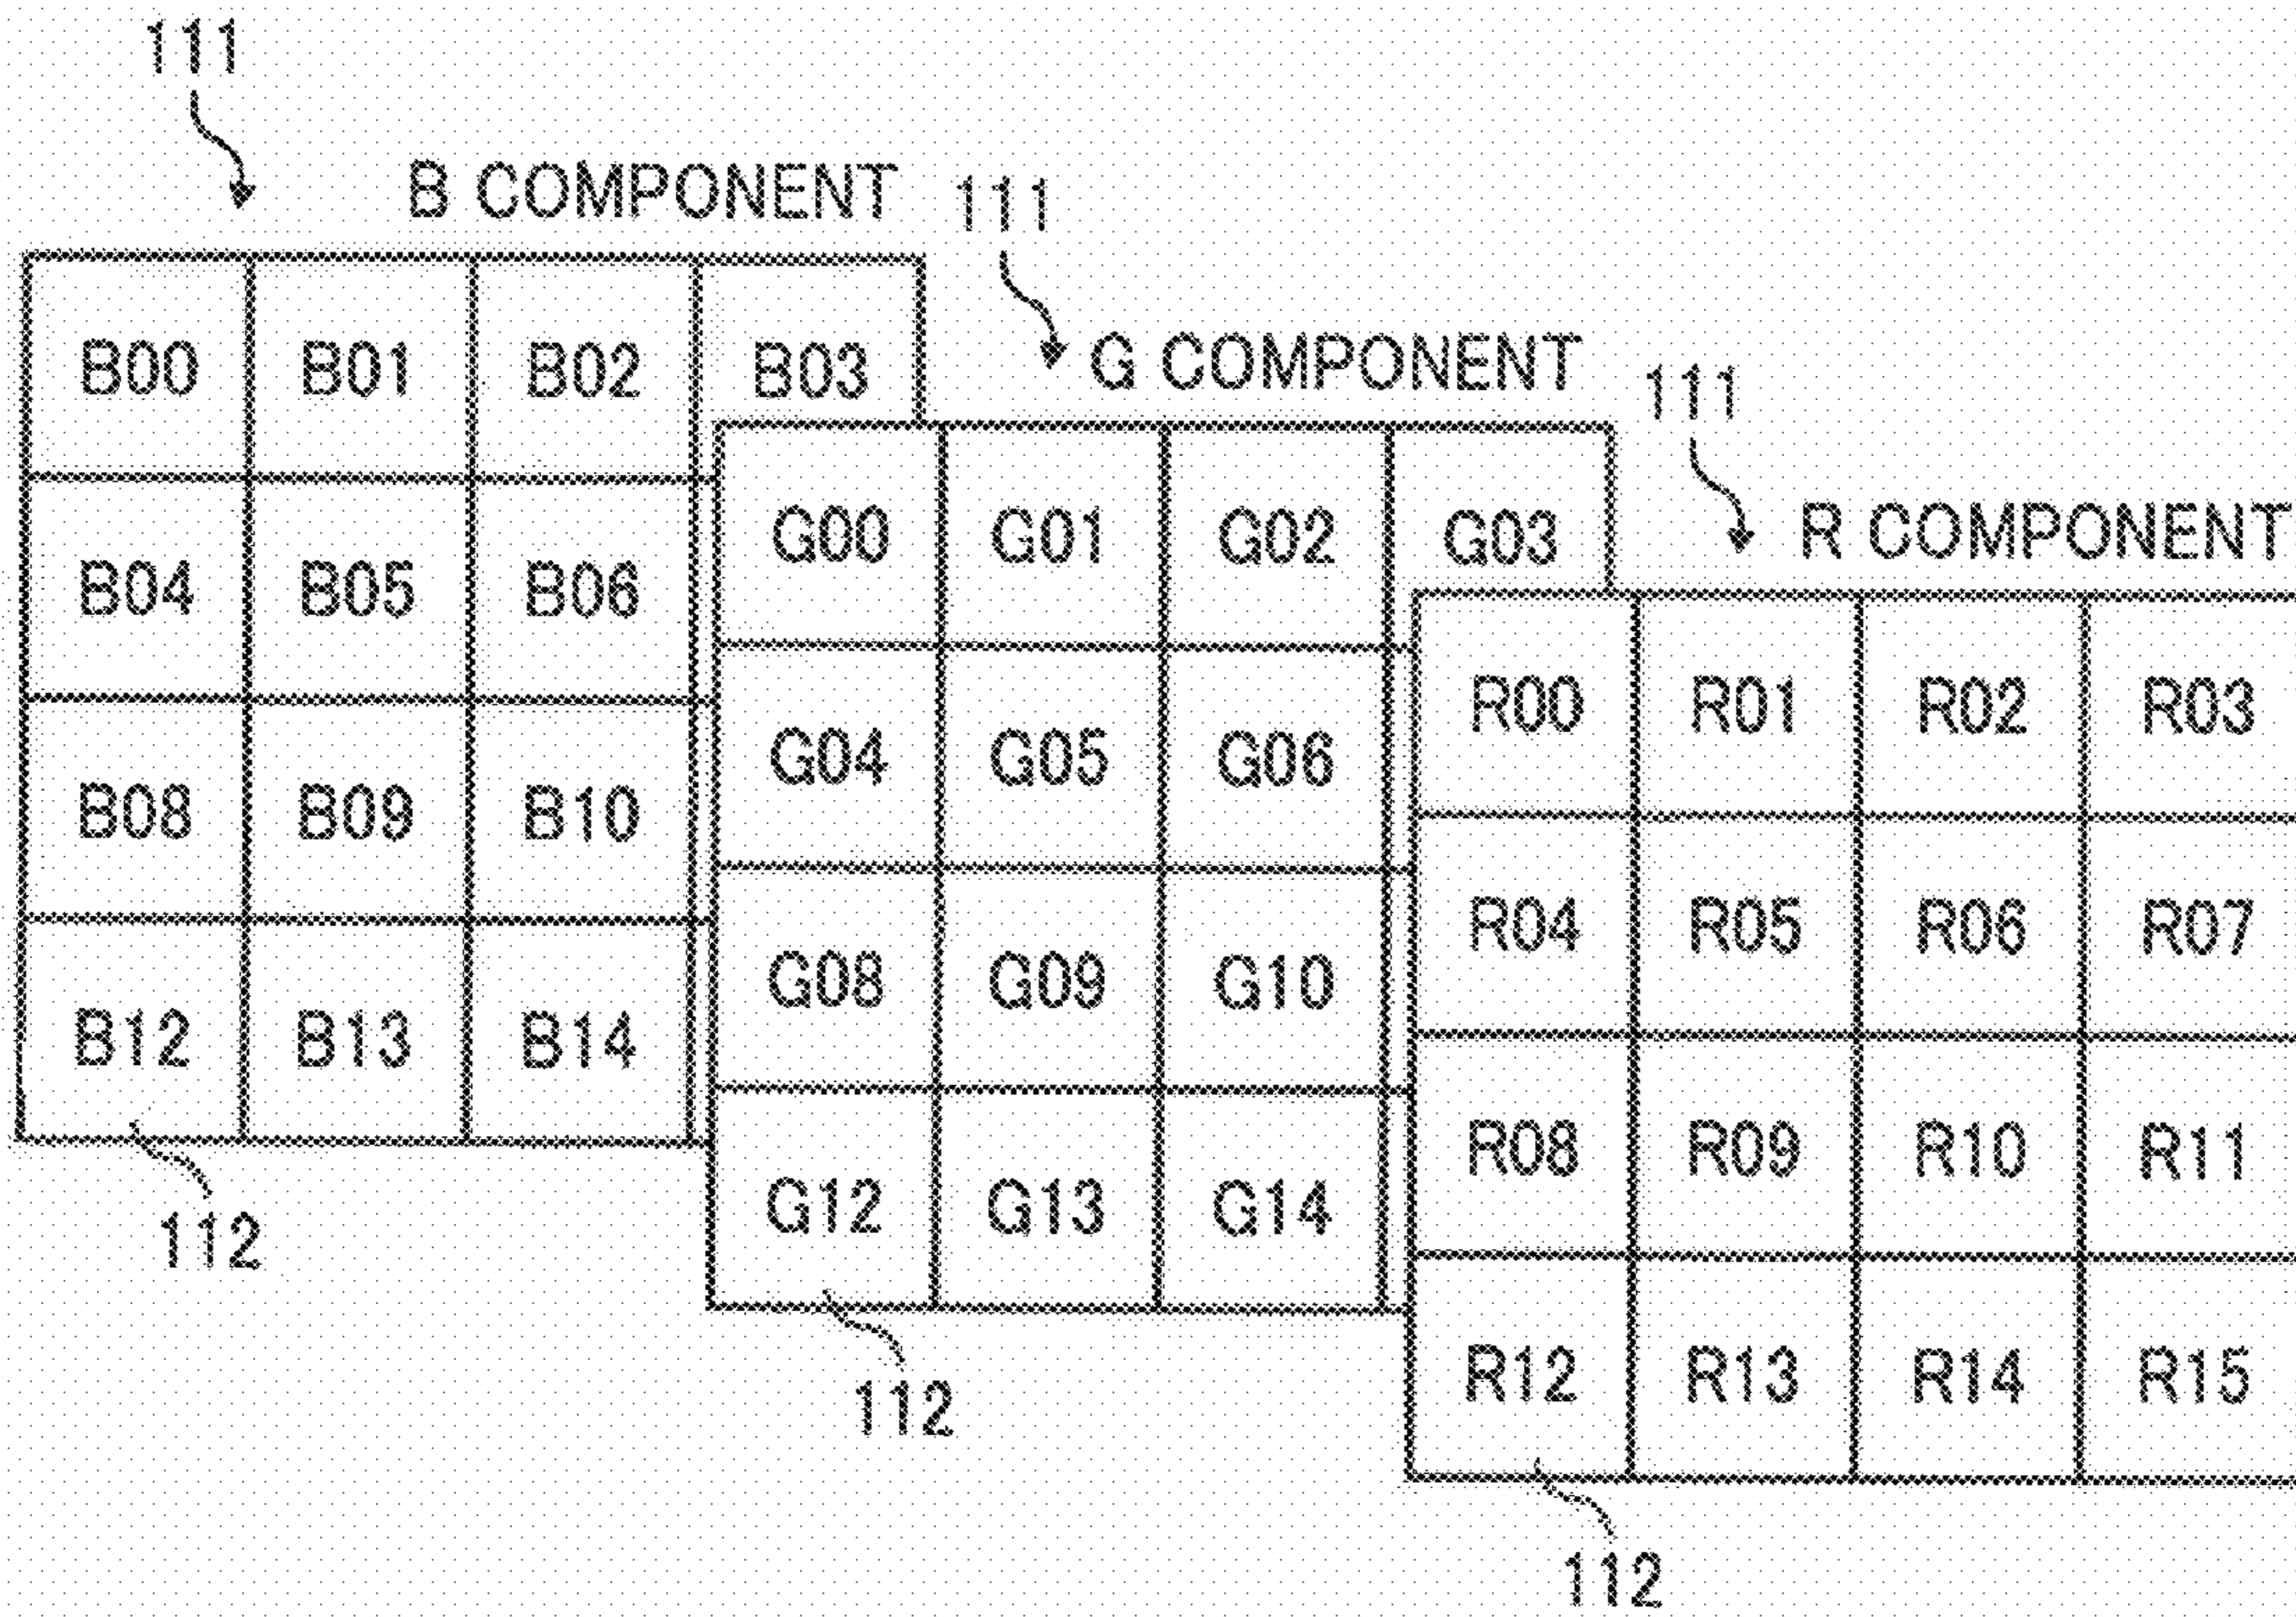 111
B COMPONENT
B00 B01 B02 B03
B04 B05 B06
B08 B09 B10
B12 B13 B14
112
111
G COMPONENT
G00 G01 G02 G03
G04 G05 G06
G08 G09 G10
G12 G13 G14
112
111
R COMPONENT
R00 R01 R02 R03
R04 R05 R06 R07
R08 R09 R10 R11
R12 R13 R14 R15
112